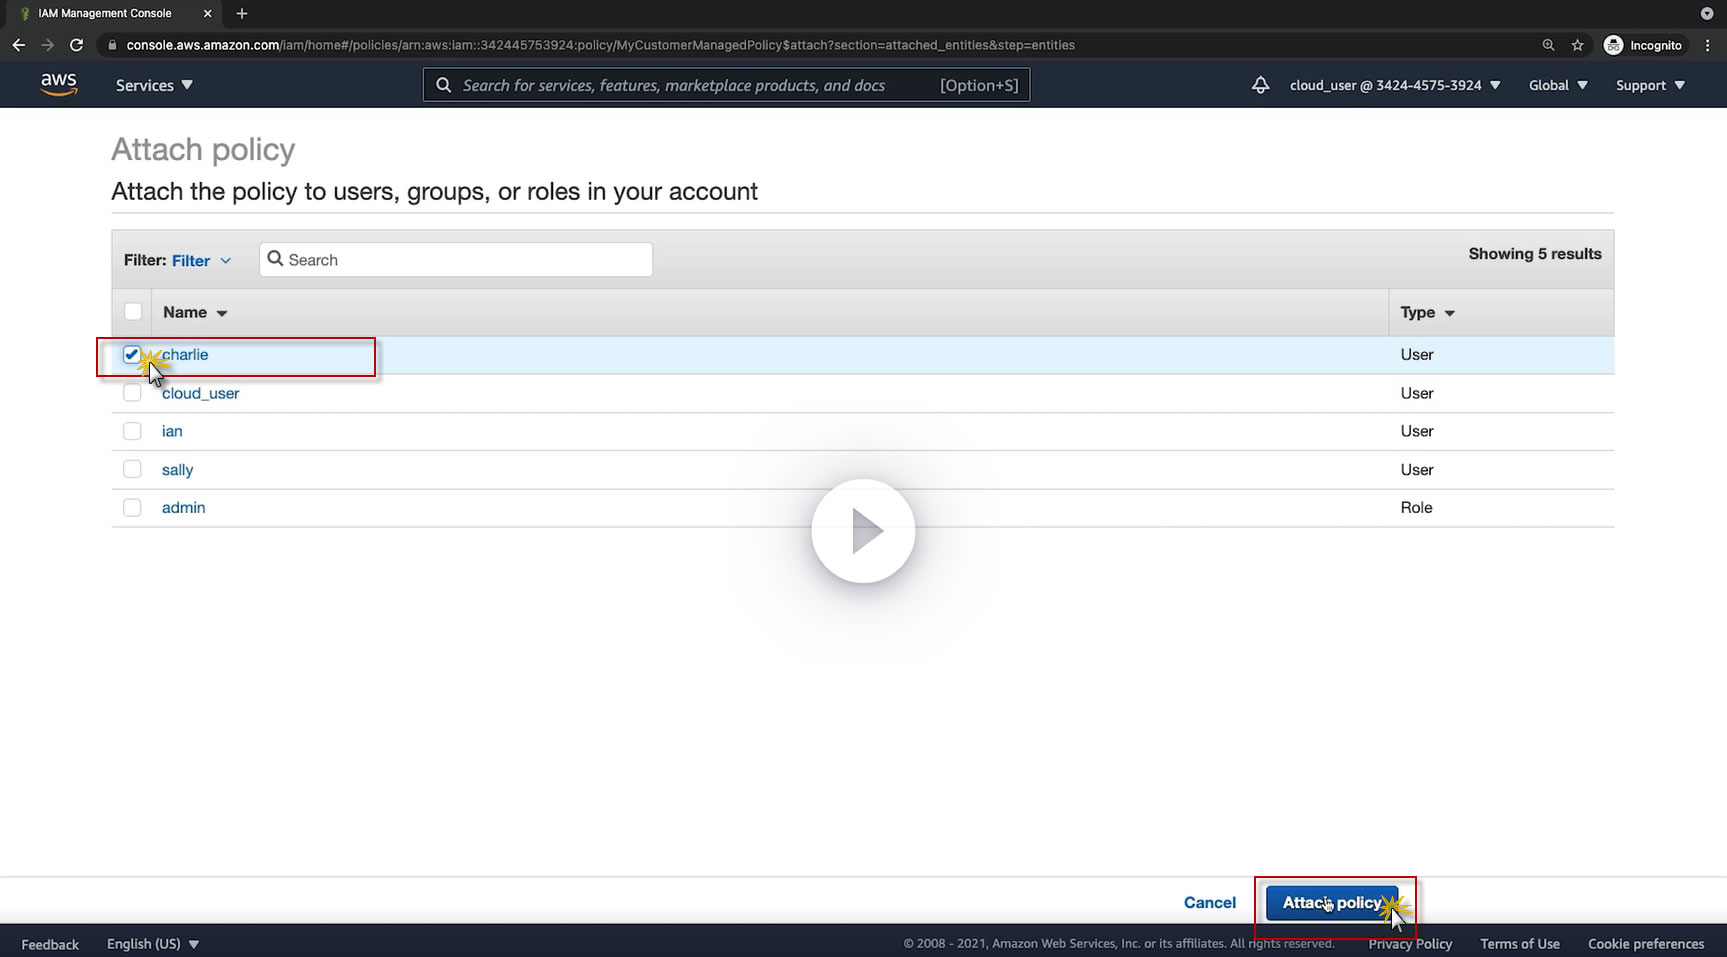 IAM Management Console
console.aws.amazon.com/iam/home#/policies/arn:aws:iam::342445753924:policy/MyCustomerManagedPolicy$attach?section=attached_entities&step=entities
Incognito
aws
Services
Search for services, features, marketplace products, and docs
[Option+S]
cloud_user @ 3424-4575-3924
Global
Support
Attach policy
Attach the policy to users, groups, or roles in your account
Filter: Filter
Search
Showing 5 results
Name
Type
charlie
User
cloud_user
User
ian
User
sally
User
admin
Role
Cancel
Attach policy
Feedback
English (US)
© 2008 - 2021, Amazon Web Services, Inc. or its affiliates. All rights reserved.
Privacy Policy
Terms of Use
Cookie preferences